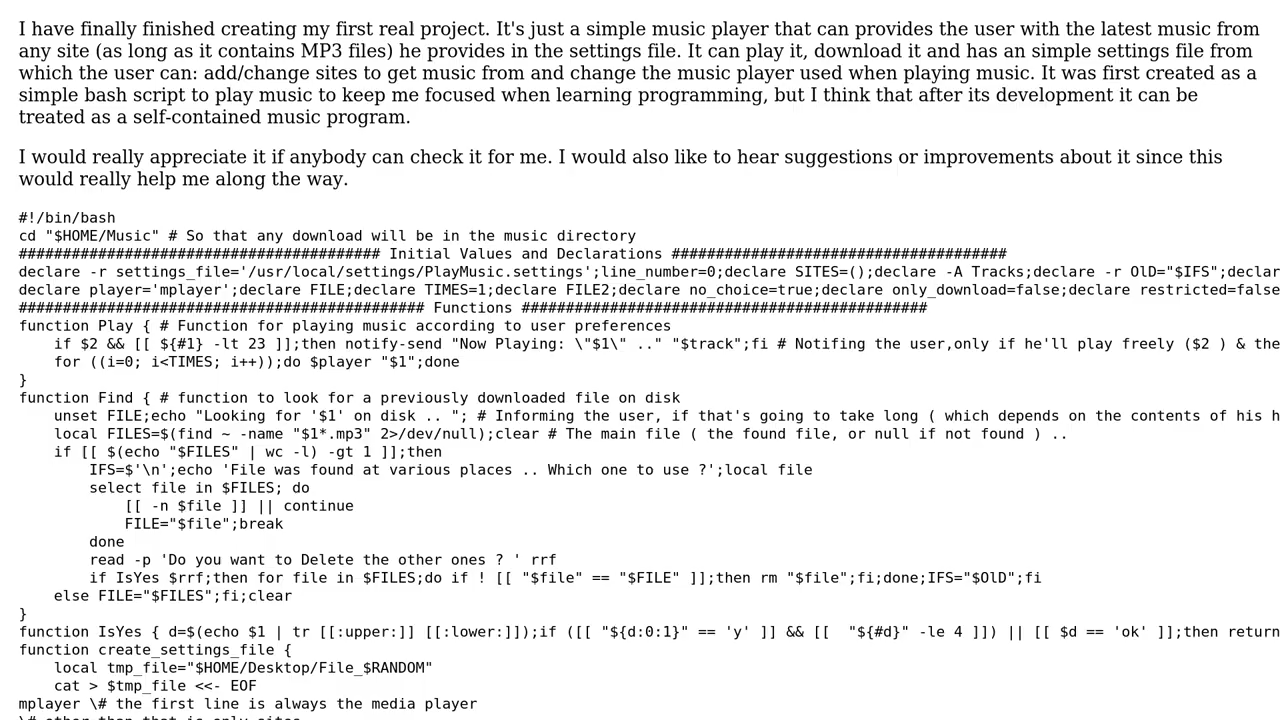 I have finally finished creating my first real project. It's just a simple music player that can provides the user with the latest music from
any site (as long as it contains MP3 files) he provides in the settings file. It can play it, download it and has an simple settings file from
which the user can: add/change sites to get music from and change the music player used when playing music. It was first created as a
simple bash script to play music to keep me focused when learning programming, but I think that after its development it can be
treated as a self-contained music program.
I would really appreciate it if anybody can check it for me. I would also like to hear suggestions or improvements about it since this
would really help me along the way.
#!/bin/bash
cd "$HOME/Music" # So that any download will be in the music directory
######################################### Initial Values and Declarations ######################################
declare -r settings_file='/usr/local/settings/PlayMusic.settings';line_number=0;declare SITES=();declare -A Tracks;declare -r OlD="$IFS";declar
declare player='mplayer';declare FILE;declare TIMES=1;declare FILE2;declare no_choice=true;declare only_download=false;declare restricted=false
############################################## Functions ##############################################
function Play { # Function for playing music according to user preferences
    if $2 && [[ ${#1} -lt 23 ]];then notify-send "Now Playing: \"$1\" .." "$track";fi # Notifing the user,only if he'll play freely ($2 ) & the
    for ((i=0; i<TIMES; i++));do $player "$1";done
}
function Find { # function to look for a previously downloaded file on disk
    unset FILE;echo "Looking for '$1' on disk .. "; # Informing the user, if that's going to take long ( which depends on the contents of his h
    local FILES=$(find ~ -name "$1*.mp3" 2>/dev/null);clear # The main file ( the found file, or null if not found ) ..
    if [[ $(echo "$FILES" | wc -l) -gt 1 ]];then
        IFS=$'\n';echo 'File was found at various places .. Which one to use ?';local file
        select file in $FILES; do
            [[ -n $file ]] || continue
            FILE="$file";break
        done
        read -p 'Do you want to Delete the other ones ? ' rrf
        if IsYes $rrf;then for file in $FILES;do if ! [[ "$file" == "$FILE" ]];then rm "$file";fi;done;IFS="$OlD";fi
    else FILE="$FILES";fi;clear
}
function IsYes { d=$(echo $1 | tr [[:upper:]] [[:lower:]]);if ([[ "${d:0:1}" == 'y' ]] && [[  "${#d}" -le 4 ]]) || [[ $d == 'ok' ]];then return
function create_settings_file {
    local tmp_file="$HOME/Desktop/File_$RANDOM"
    cat > $tmp_file <<- EOF
mplayer \# the first line is always the media player